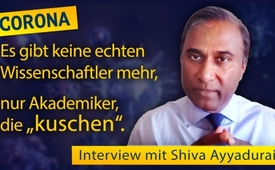 CORONA
Es gibt keine echten
Wissenschaftler mehr,
nur Akademiker,
die „kuschen“.
Interview mit Shiva Ayyadurai